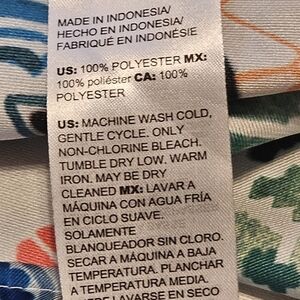 MADE IN INDONESIA/
HECHO EN INDONESIA/
FABRIQUÉ EN INDONÉSIE
US: 100% POLYESTER MX:
100% poliéster CA: 100%
POLYESTER
US: MACHINE WASH COLD,
GENTLE CYCLE. ONLY
NON-CHLORINE BLEACH.
TUMBLE DRY LOW. WARM
IRON. MAY BE DRY
CLEANED MX: LAVAR A
MÁQUINA CON AGUA FRÍA
EN CICLO SUAVE.
SOLAMENTE
BLANQUEADOR SIN CLORO.
SECAR A MÁQUINA A BAJA
TEMPERATURA. PLANCHAR
A TEMPERATURA MEDIA.
LAVARSE EN SECO